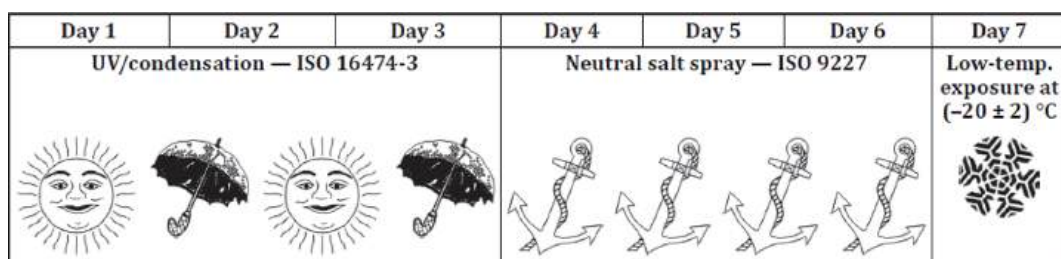 Day 1 Day 2 Day 3 Day 4 Day 5 Day 6 Day 7
UV/condensation — ISO 16474-3 Neutral salt spray — ISO 9227 Low-temp.
exposure at
(–20 ± 2) °C